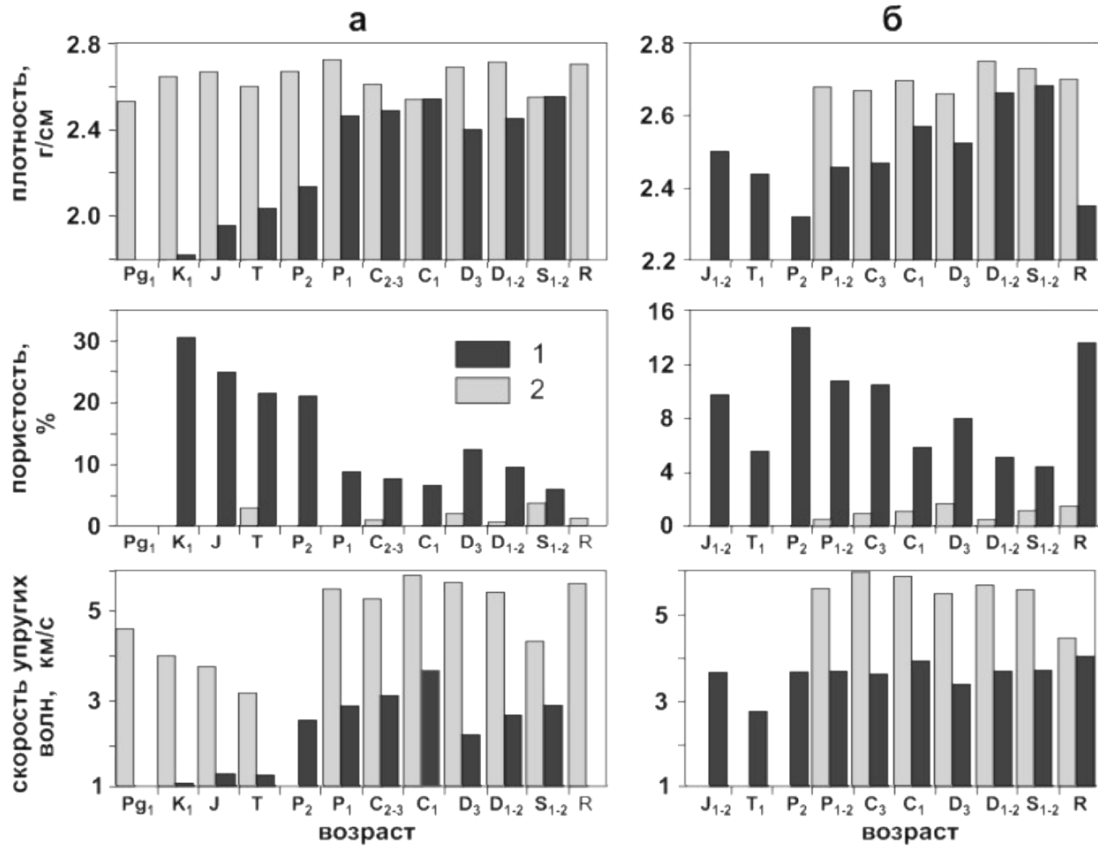 а б
плотность,
г/см
2.8
2.4
2.0
Pg1 K1 J T P2 P1 C2-3 C1 D3 D1-2 S1-2 R
2.8
2.6
2.4
2.2
J1-2 T1 P2 P1-2 C3 C1 D3 D1-2 S1-2 R
пористость,
%
30
20
10
0
1
2
Pg1 K1 J T P2 P1 C2-3 C1 D3 D1-2 S1-2 R
16
12
8
4
0
J1-2 T1 P2 P1-2 C3 C1 D3 D1-2 S1-2 R
скорость упругих
волн, км/с
5
3
1
Pg1 K1 J T P2 P1 C2-3 C1 D3 D1-2 S1-2 R
возраст
5
3
1
J1-2 T1 P2 P1-2 C3 C1 D3 D1-2 S1-2 R
возраст